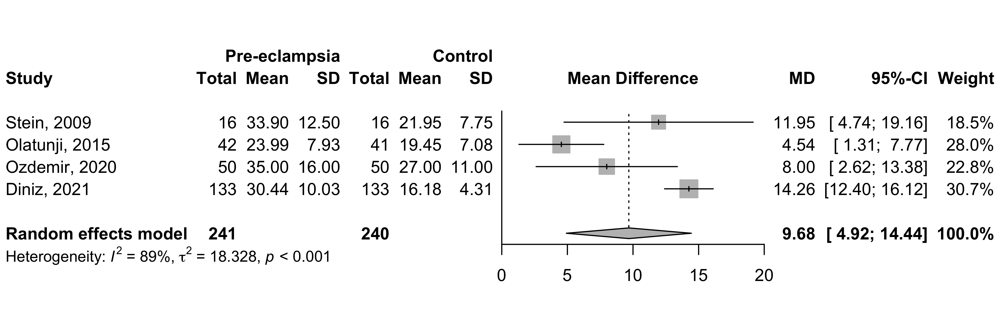 Pre-eclampsia Control
Study Total Mean SD Total Mean SD Mean Difference MD 95%-CI Weight
Stein, 2009 16 33.90 12.50 16 21.95 7.75 11.95 [ 4.74; 19.16] 18.5%
Olatunji, 2015 42 23.99 7.93 41 19.45 7.08 4.54 [ 1.31; 7.77] 28.0%
Ozdemir, 2020 50 35.00 16.00 50 27.00 11.00 8.00 [ 2.62; 13.38] 22.8%
Diniz, 2021 133 30.44 10.03 133 16.18 4.31 14.26 [12.40; 16.12] 30.7%
Random effects model 241 240 9.68 [ 4.92; 14.44] 100.0%
Heterogeneity: I² = 89%, τ² = 18.328, p < 0.001
0 5 10 15 20